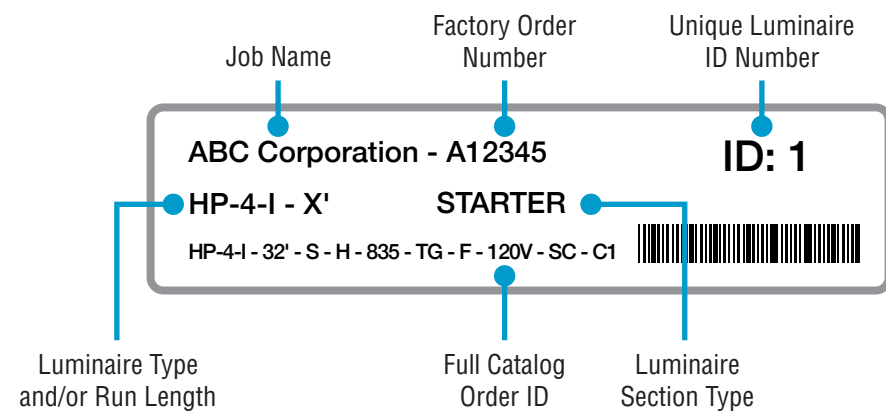 Job Name
Factory Order
Number
Unique Luminaire
ID Number
ABC Corporation - A12345
ID: 1
HP-4-I - X'
STARTER
HP-4-I - 32' - S - H - 835 - TG - F - 120V - SC - C1
Luminaire Type
and/or Run Length
Full Catalog
Order ID
Luminaire
Section Type